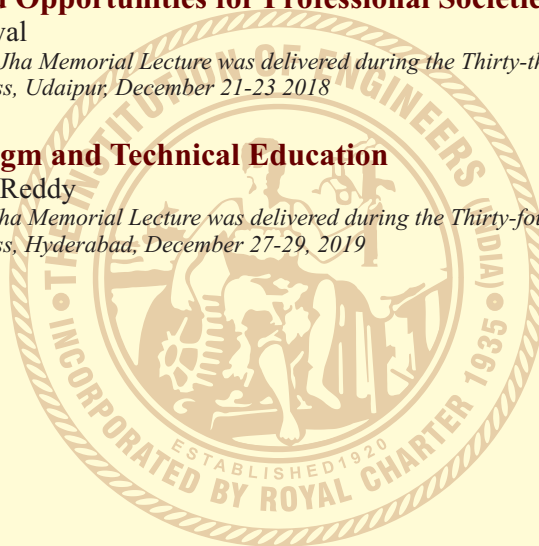 Opportunities for Professional Societie
val
Jha Memorial Lecture was delivered during the Thirty-th
ss, Udaipur, December 21-23 2018
gm and Technical Education
Reddy
ha Memorial Lecture was delivered during the Thirty-fou
ss, Hyderabad, December 27-29, 2019
THE INSTITUTION OF ENGINEERS (INDIA)
ESTABLISHED 1920
INCORPORATED BY ROYAL CHARTER 1935